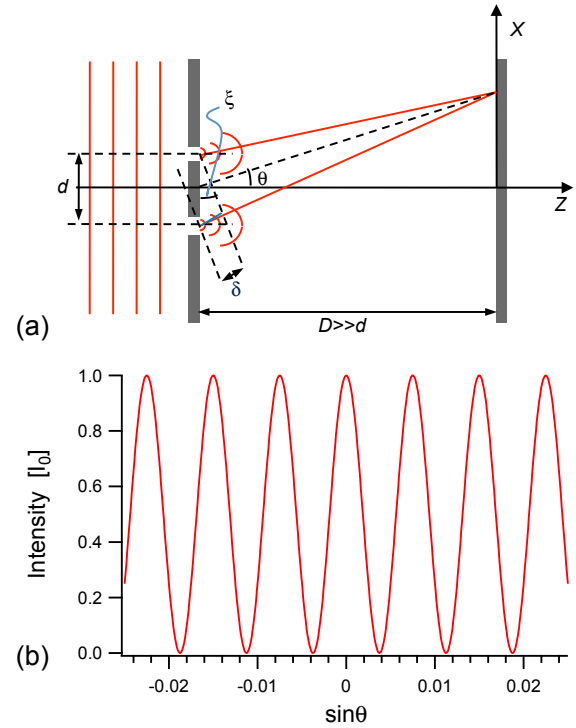 X
ξ
d
θ
Z
δ
(a)
D>>d
1.0
0.8
0.6
0.4
0.2
0.0
Intensity [I₀]
(b)
-0.02
-0.01
0
0.01
0.02
sinθ